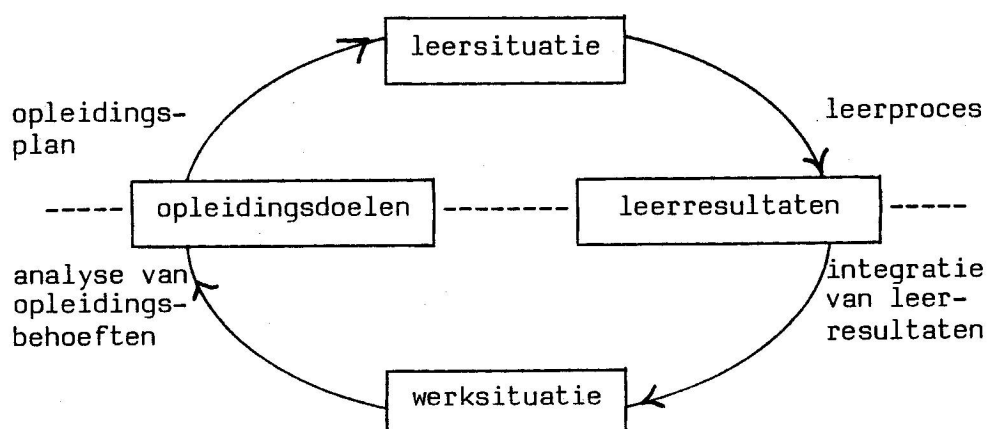 leersituatie
opleidings-
plan
leerproces
opleidingsdoelen
leerresultaten
analyse van
opleidings-
behoeften
integratie
van leer-
resultaten
werksituatie